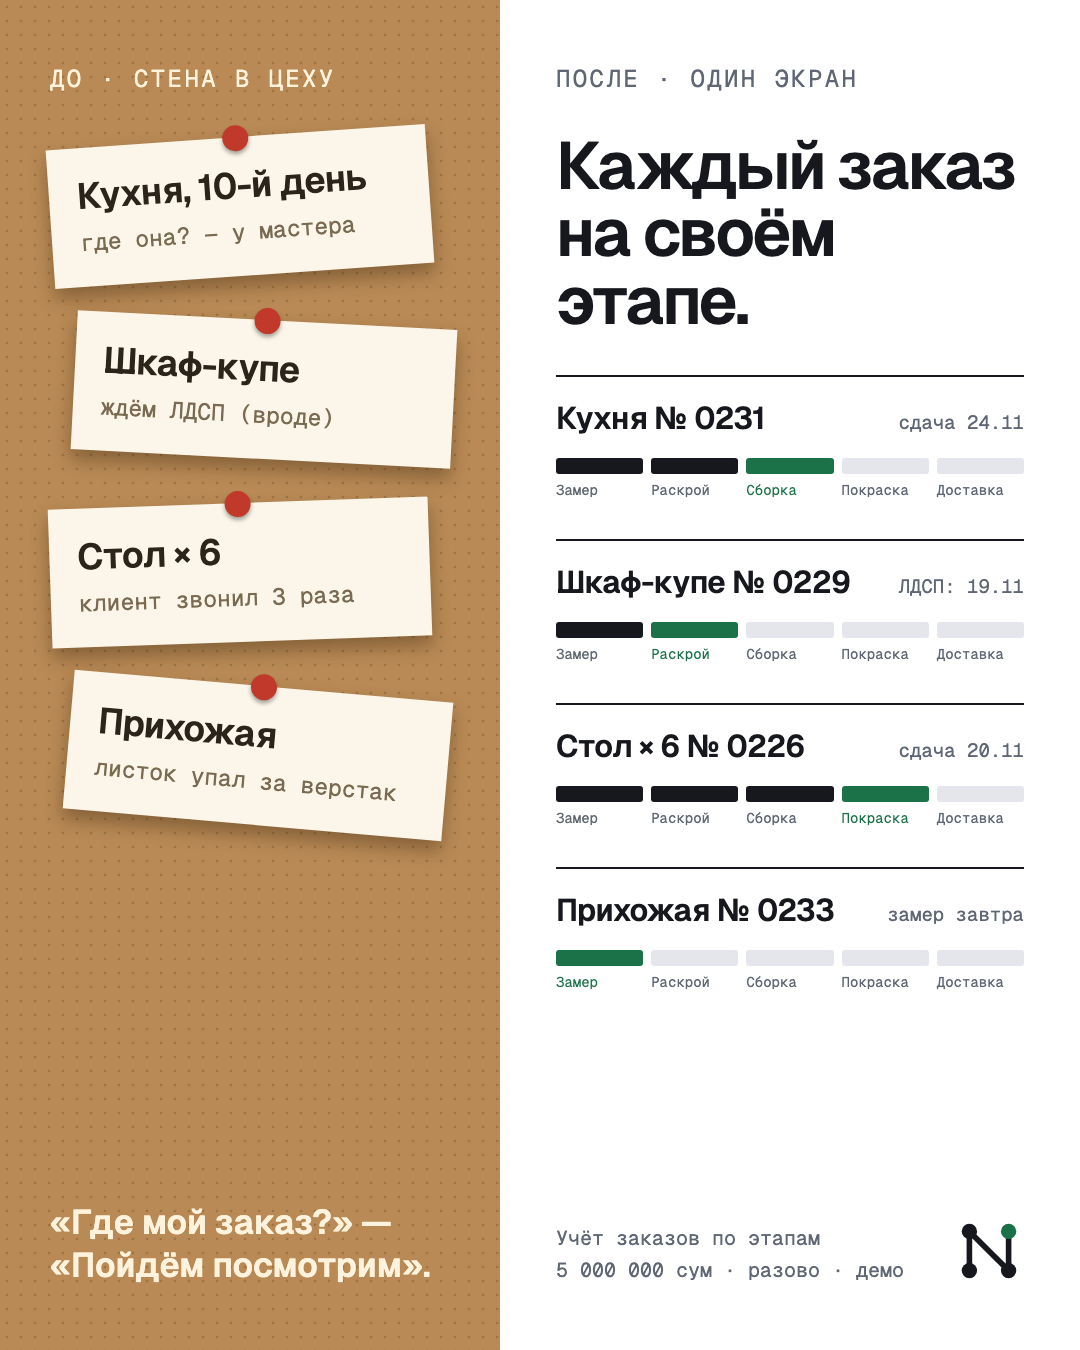 ДО · СТЕНА В ЦЕХУ
Кухня, 10-й день
где она? — у мастера
Шкаф-купе
ждём ЛДСП (вроде)
Стол × 6
клиент звонил 3 раза
Прихожая
листок упал за верстак
«Где мой заказ?» —
«Пойдём посмотрим».
ПОСЛЕ · ОДИН ЭКРАН
Каждый заказ
на своём
этапе.
Кухня № 0231 сдача 24.11
Замер Раскрой Сборка Покраска Доставка
Шкаф-купе № 0229 ЛДСП: 19.11
Замер Раскрой Сборка Покраска Доставка
Стол × 6 № 0226 сдача 20.11
Замер Раскрой Сборка Покраска Доставка
Прихожая № 0233 замер завтра
Замер Раскрой Сборка Покраска Доставка
Учёт заказов по этапам
5 000 000 сум · разово · демо
N